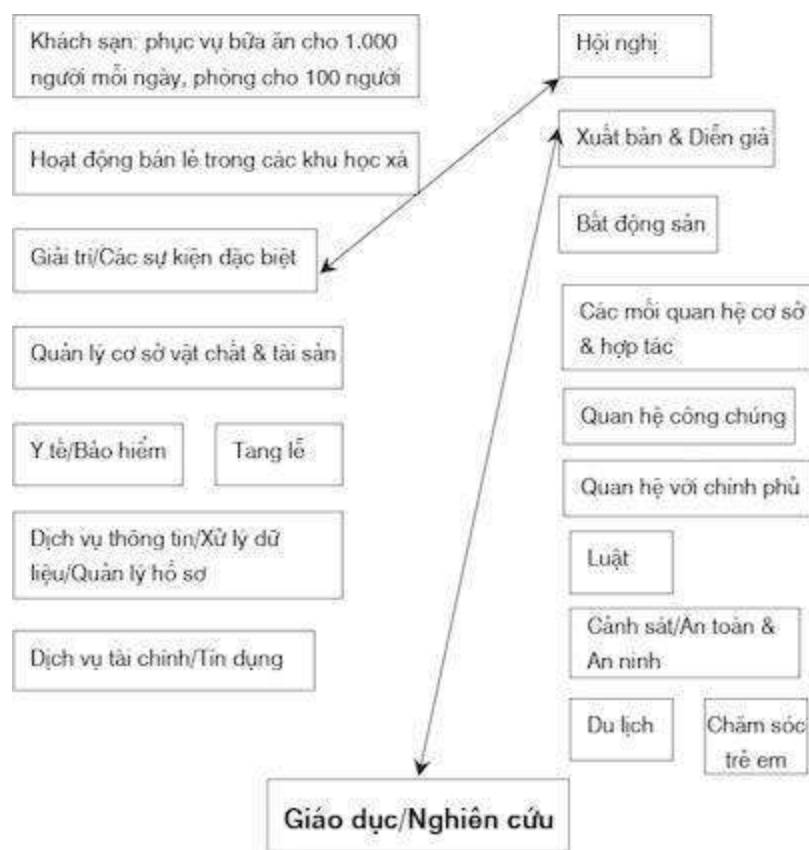 Khách sạn: phục vụ bữa ăn cho 1.000
người mỗi ngày, phòng cho 100 người
Hoạt động bán lẻ trong các khu học xá
Giải trí/Các sự kiện đặc biệt
Quản lý cơ sở vật chất & tài sản
Y tế/Bảo hiểm
Tang lễ
Dịch vụ thông tin/Xử lý dữ
liệu/Quản lý hồ sơ
Dịch vụ tài chính/Tín dụng
Hội nghị
Xuất bản & Diễn giả
Bất động sản
Các mối quan hệ cơ sở
& hợp tác
Quan hệ công chúng
Quan hệ với chính phủ
Luật
Cảnh sát/An toàn &
An ninh
Du lịch
Chăm sóc
trẻ em
Giáo dục/Nghiên cứu